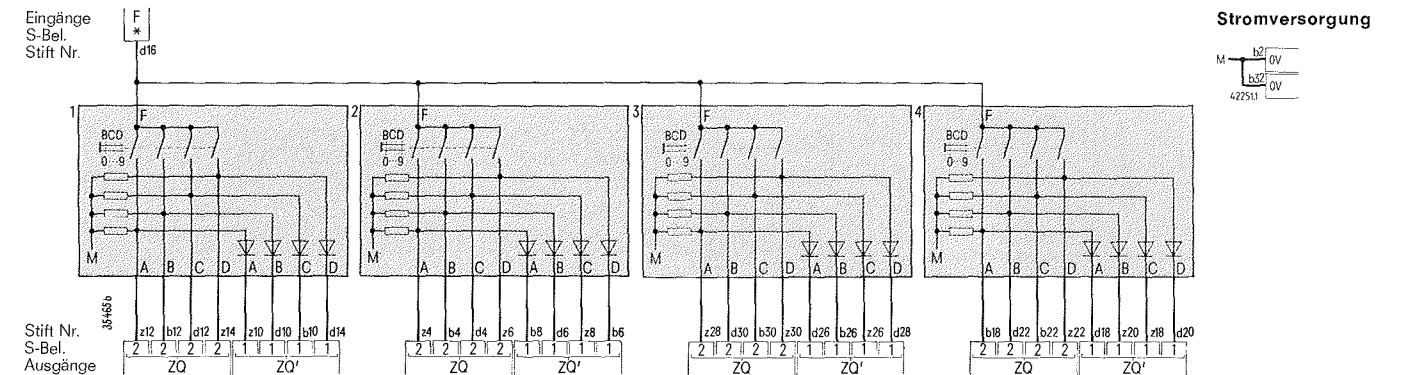 Eingänge F Stromversorgung
S-Bel. *
Stift Nr. d16
M b2 0V
b32 0V
42251.1
1 F 2 F 3 F 4 F
BCD BCD BCD BCD
0 9 0 9 0 9 0 9
M M M M
A B C D A B C D A B C D A B C D A B C D A B C D A B C D A B C D
35465b
Stift Nr. z12 b12 d12 z14 z10 d10 b10 d14 z4 b4 d4 z6 b8 d6 z8 b6 z28 d30 b30 z30 d26 b26 z26 d28 b18 d22 b22 z22 d18 z20 z18 d20
S-Bel. 2 2 2 2 1 1 1 1 2 2 2 2 1 1 1 1 2 2 2 2 1 1 1 1 2 2 2 2 1 1 1 1
Ausgänge ZQ ZQ' ZQ ZQ' ZQ ZQ' ZQ ZQ'